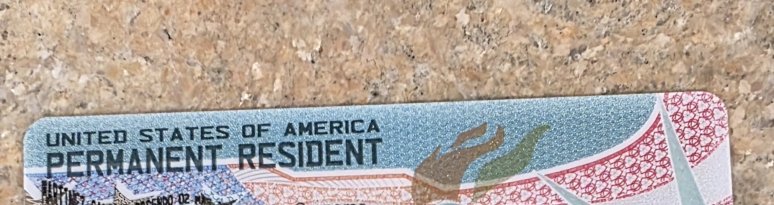 UNITED STATES OF AMERICA
PERMANENT RESIDENT